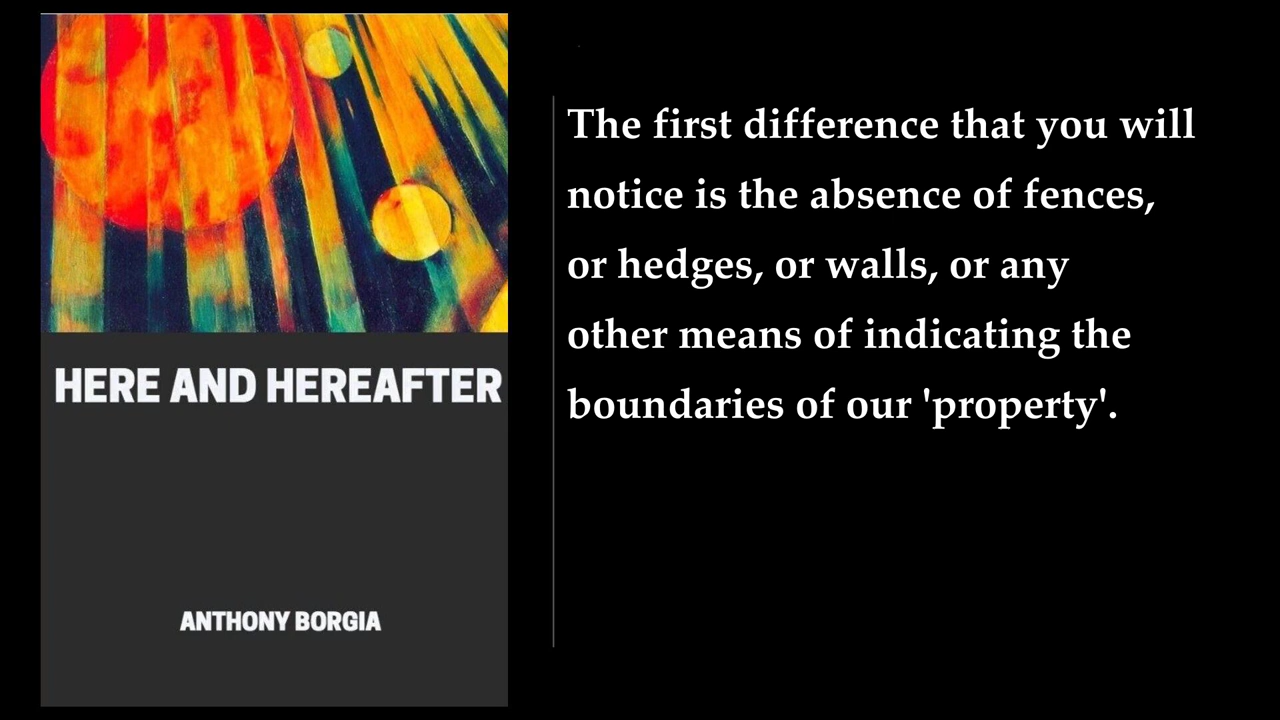 HERE AND HEREAFTER
ANTHONY BORGIA
The first difference that you will
notice is the absence of fences,
or hedges, or walls, or any
other means of indicating the
boundaries of our 'property'.